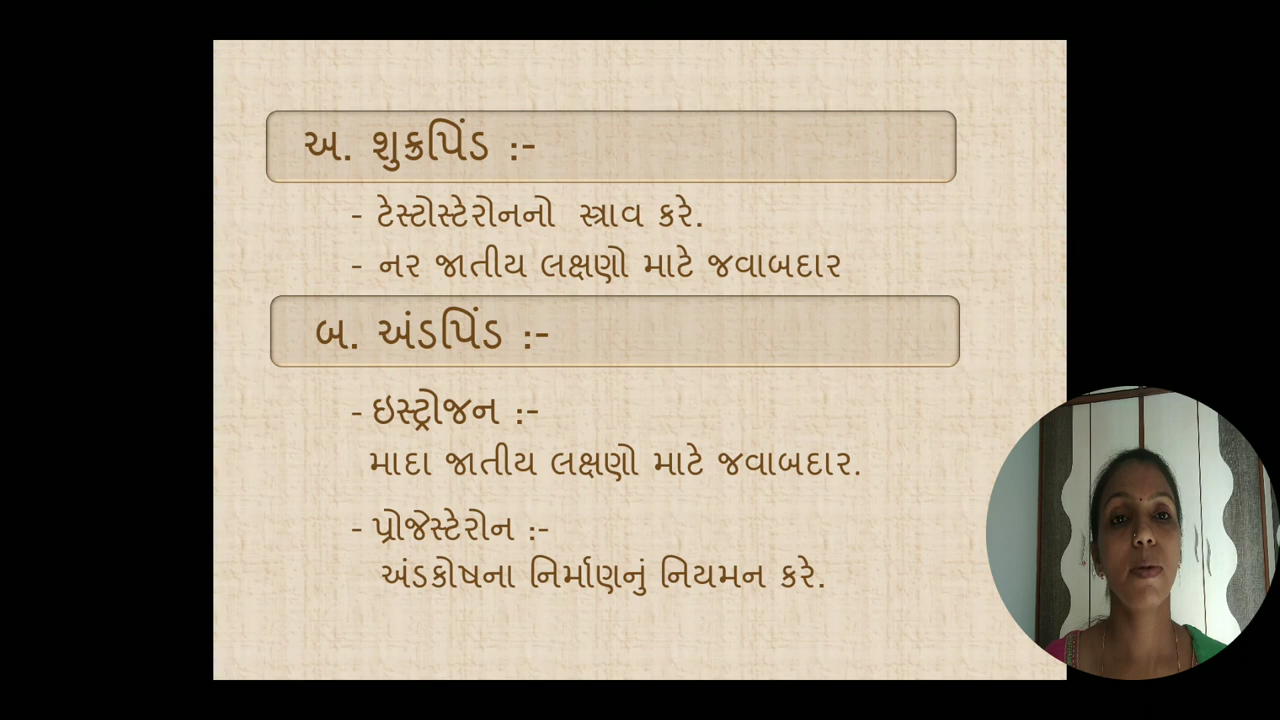 અ. શુક્રપિંડ :-
- ટેસ્ટોસ્ટેરોનનો સ્ત્રાવ કરે.
- નર જાતીય લક્ષણો માટે જવાબદાર
બ. અંડપિંડ :-
- ઇસ્ટ્રોજન :-
માદા જાતીય લક્ષણો માટે જવાબદાર.
- પ્રોજેસ્ટેરોન :-
અંડકોષના નિર્માણનું નિયમન કરે.